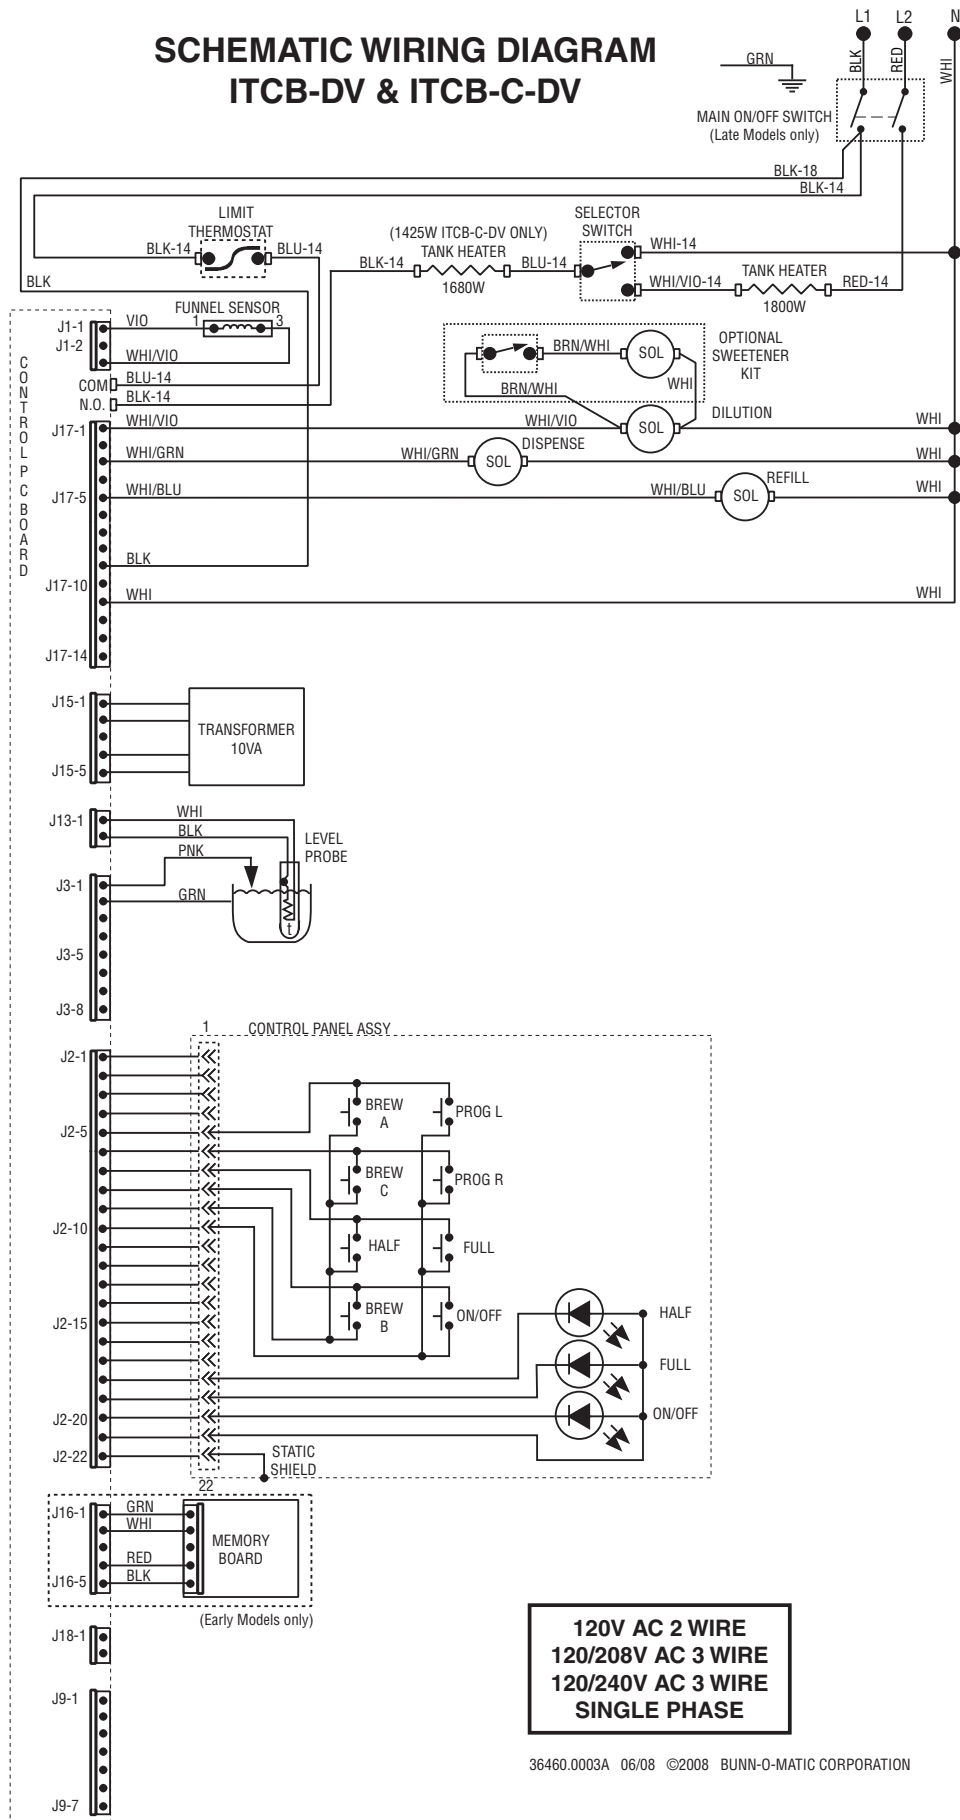 SCHEMATIC WIRING DIAGRAM
ITCB-DV & ITCB-C-DV
L1
L2
N
GRN
BLK
RED
WHI
MAIN ON/OFF SWITCH
(Late Models only)
BLK-18
BLK-14
LIMIT
THERMOSTAT
BLK-14
BLU-14
(1425W ITCB-C-DV ONLY)
TANK HEATER
BLK-14
BLU-14
1680W
SELECTOR
SWITCH
WHI-14
WHI/VIO-14
TANK HEATER
RED-14
1800W
BLK
FUNNEL SENSOR
J1-1
VIO
1
3
J1-2
WHI/VIO
COM
BLU-14
N.O.
BLK-14
CONTROL PC BOARD
BRN/WHI
SOL
OPTIONAL
SWEETENER
KIT
BRN/WHI
WHI
J17-1
WHI/VIO
WHI/VIO
SOL
DILUTION
WHI
WHI/GRN
WHI/GRN
SOL
DISPENSE
WHI
J17-5
WHI/BLU
WHI/BLU
SOL
REFILL
WHI
BLK
J17-10
WHI
WHI
J17-14
J15-1
TRANSFORMER
10VA
J15-5
J13-1
WHI
BLK
PNK
LEVEL
PROBE
J3-1
GRN
t
J3-5
J3-8
1
CONTROL PANEL ASSY
J2-1
BREW
A
PROG L
J2-5
BREW
C
PROG R
J2-10
HALF
FULL
BREW
B
ON/OFF
J2-15
HALF
FULL
J2-20
ON/OFF
J2-22
STATIC
SHIELD
22
J16-1
GRN
WHI
MEMORY
BOARD
RED
J16-5
BLK
(Early Models only)
J18-1
J9-1
J9-7
120V AC 2 WIRE
120/208V AC 3 WIRE
120/240V AC 3 WIRE
SINGLE PHASE
36460.0003A 06/08 ©2008 BUNN-O-MATIC CORPORATION